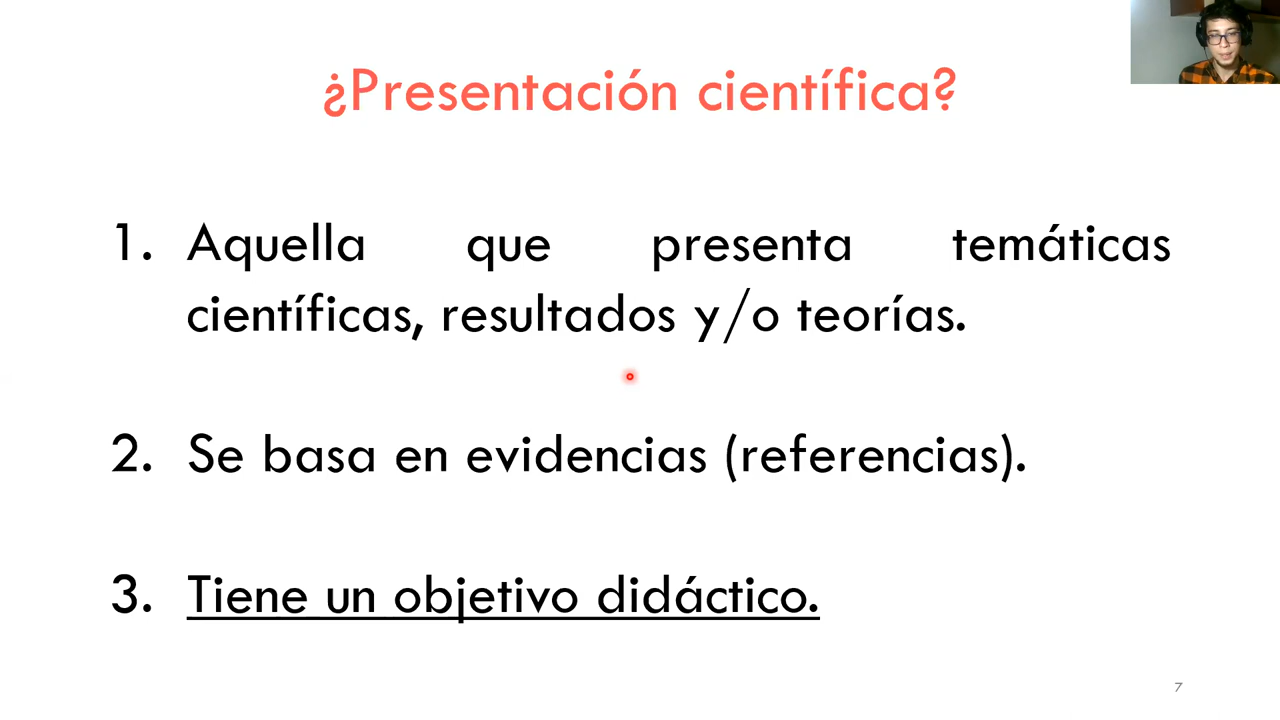 ¿Presentación científica?
1. Aquella que presenta temáticas
científicas, resultados y/o teorías.
2. Se basa en evidencias (referencias).
3. Tiene un objetivo didáctico.
7